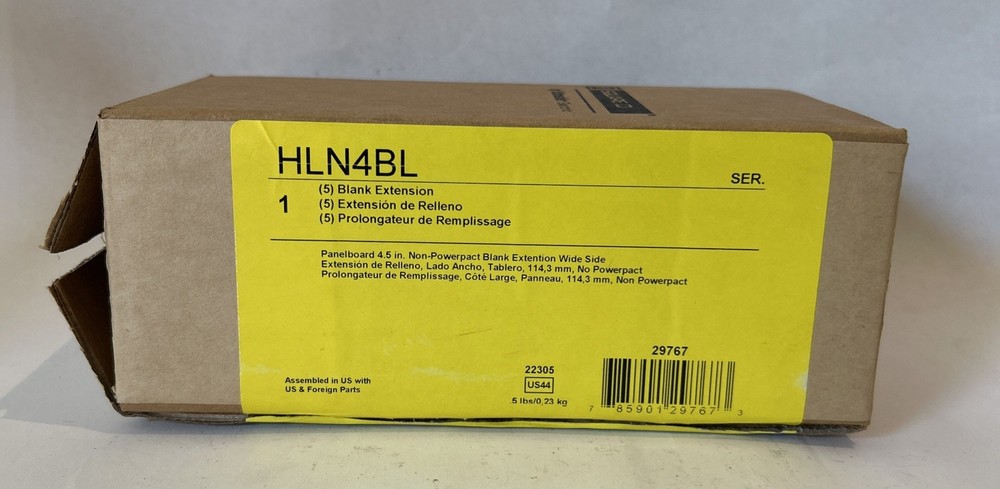 SQUARE D
HLN4BL
SER.
1
(5) Blank Extension
(5) Extensión de Relleno
(5) Prolongateur de Remplissage
Panelboard 4.5 in. Non-Powerpact Blank Extention Wide Side
Extensión de Relleno, Lado Ancho, Tablero, 114,3 mm, No Powerpact
Prolongateur de Remplissage, Côté Large, Panneau, 114,3 mm, Non Powerpact
Assembled in US with
US & Foreign Parts
22305
US44
.5 lbs/0,23 kg
29767
7 85901 29767 3